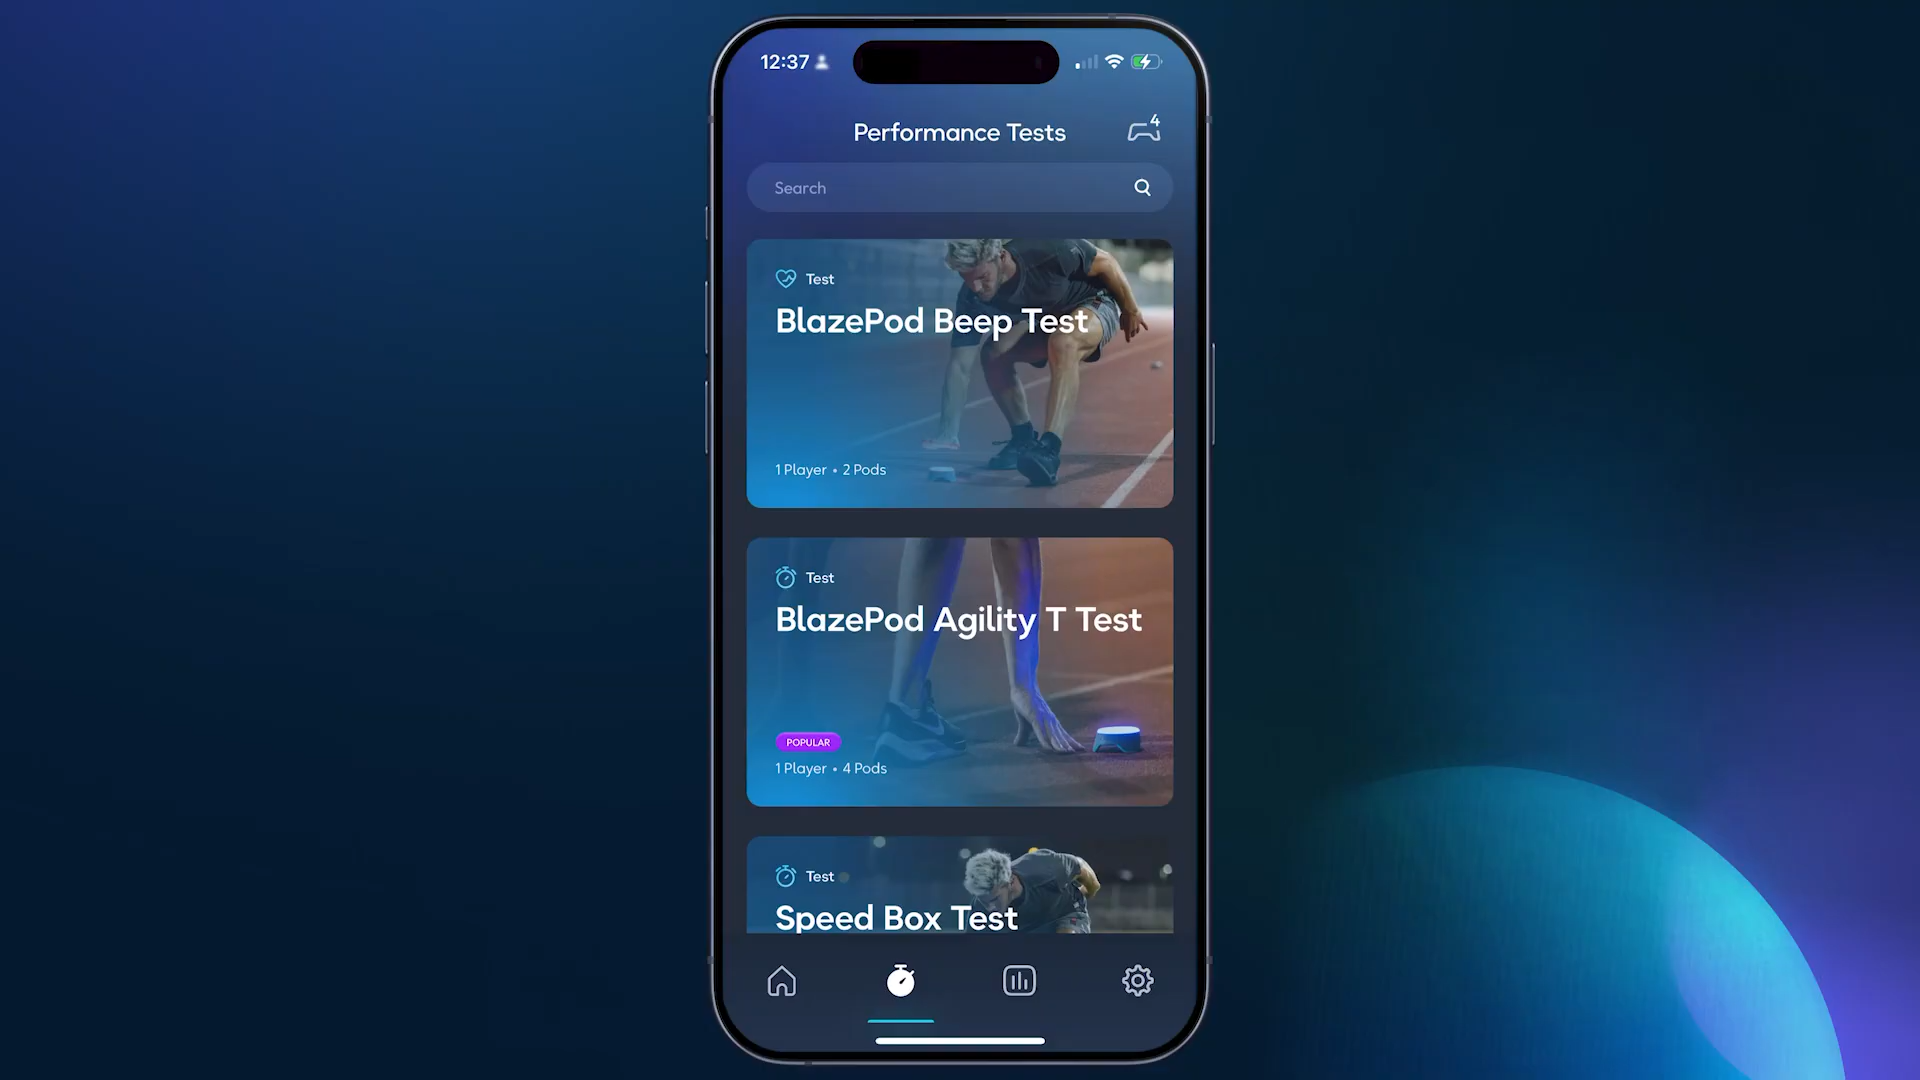 12:37
Performance Tests
4
Search
Test
BlazePod Beep Test
1 Player • 2 Pods
Test
BlazePod Agility T Test
POPULAR
1 Player • 4 Pods
Test
Speed Box Test